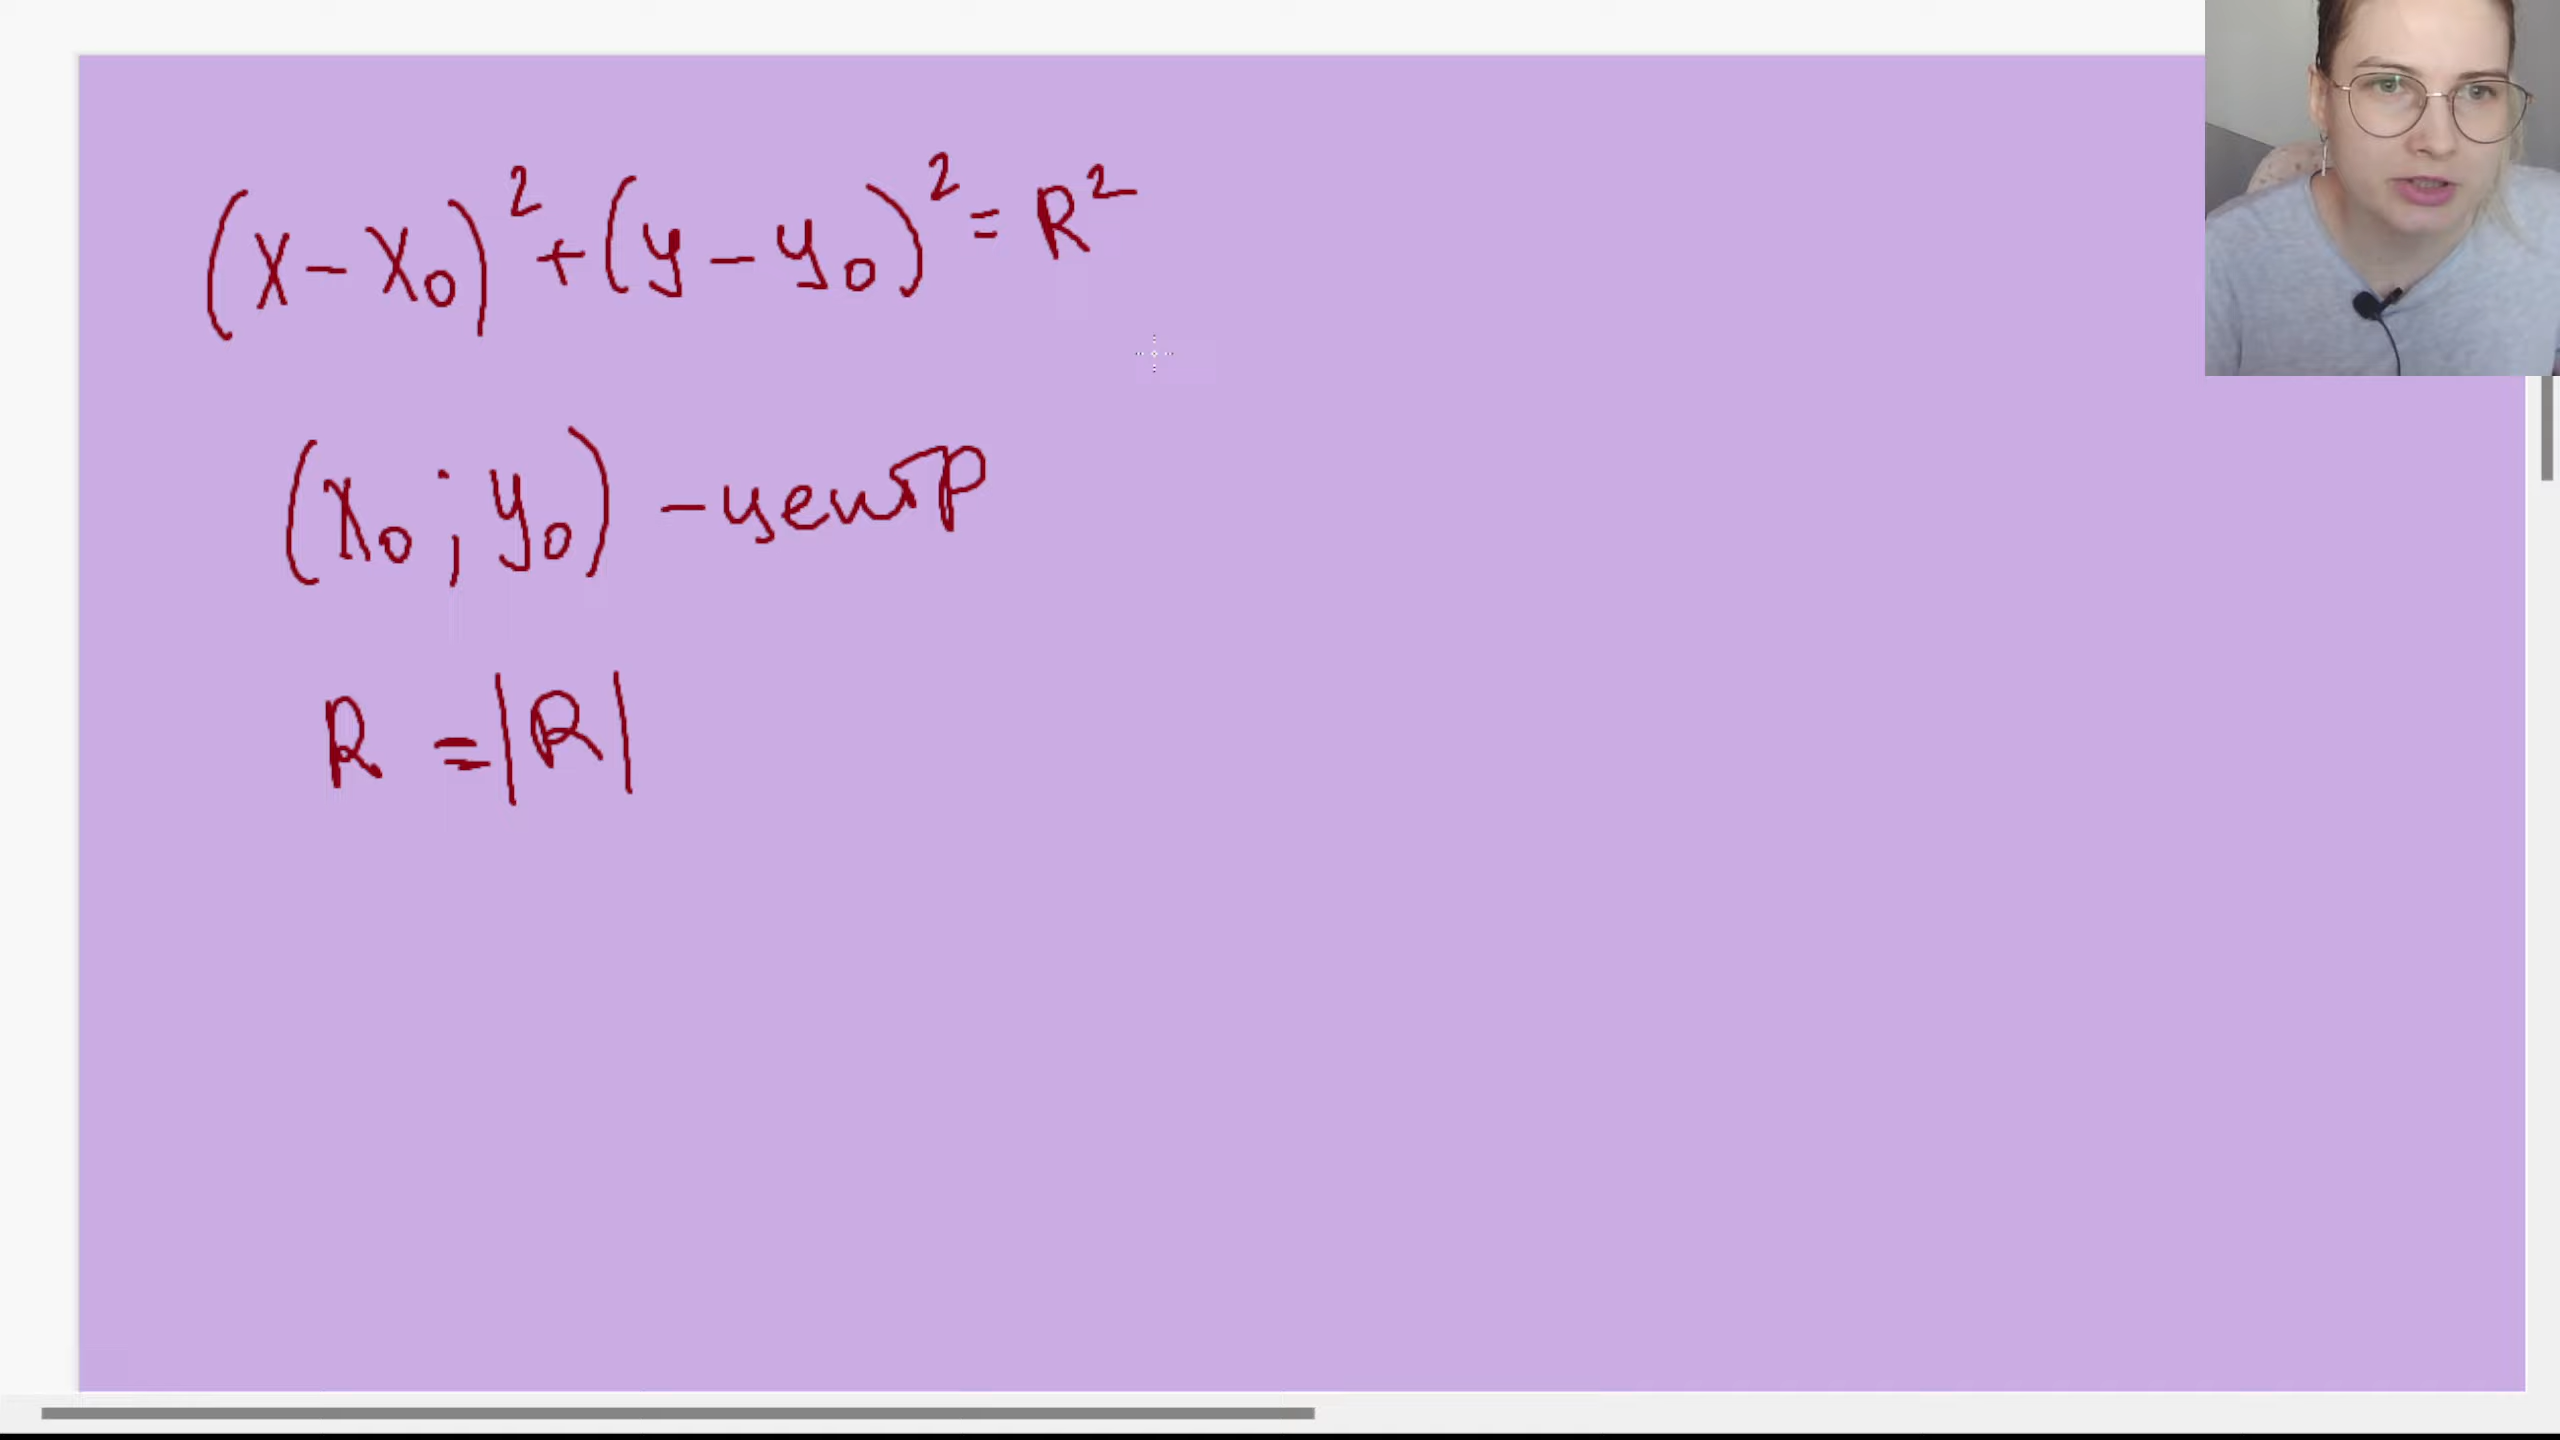 (x-x₀)²+(y-y₀)²=R²
(x₀;y₀) - центр
R =|R|